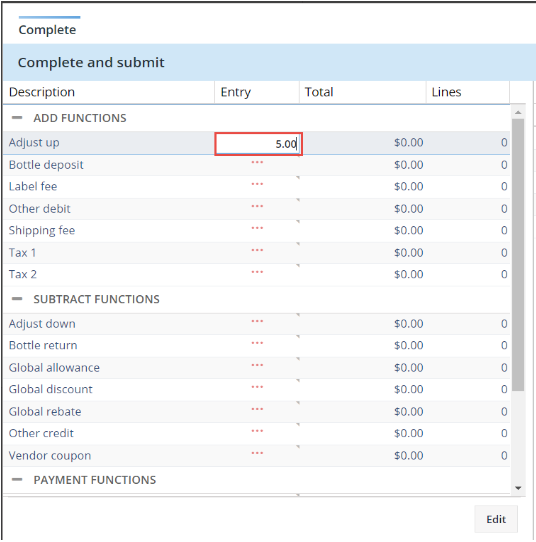 Complete
Complete and submit
Description Entry Total Lines
ADD FUNCTIONS
Adjust up 5.00 $0.00 0
Bottle deposit *** $0.00 0
Label fee *** $0.00 0
Other debit *** $0.00 0
Shipping fee *** $0.00 0
Tax 1 *** $0.00 0
Tax 2 *** $0.00 0
SUBTRACT FUNCTIONS
Adjust down *** $0.00 0
Bottle return *** $0.00 0
Global allowance *** $0.00 0
Global discount *** $0.00 0
Global rebate *** $0.00 0
Other credit *** $0.00 0
Vendor coupon *** $0.00 0
PAYMENT FUNCTIONS
Edit